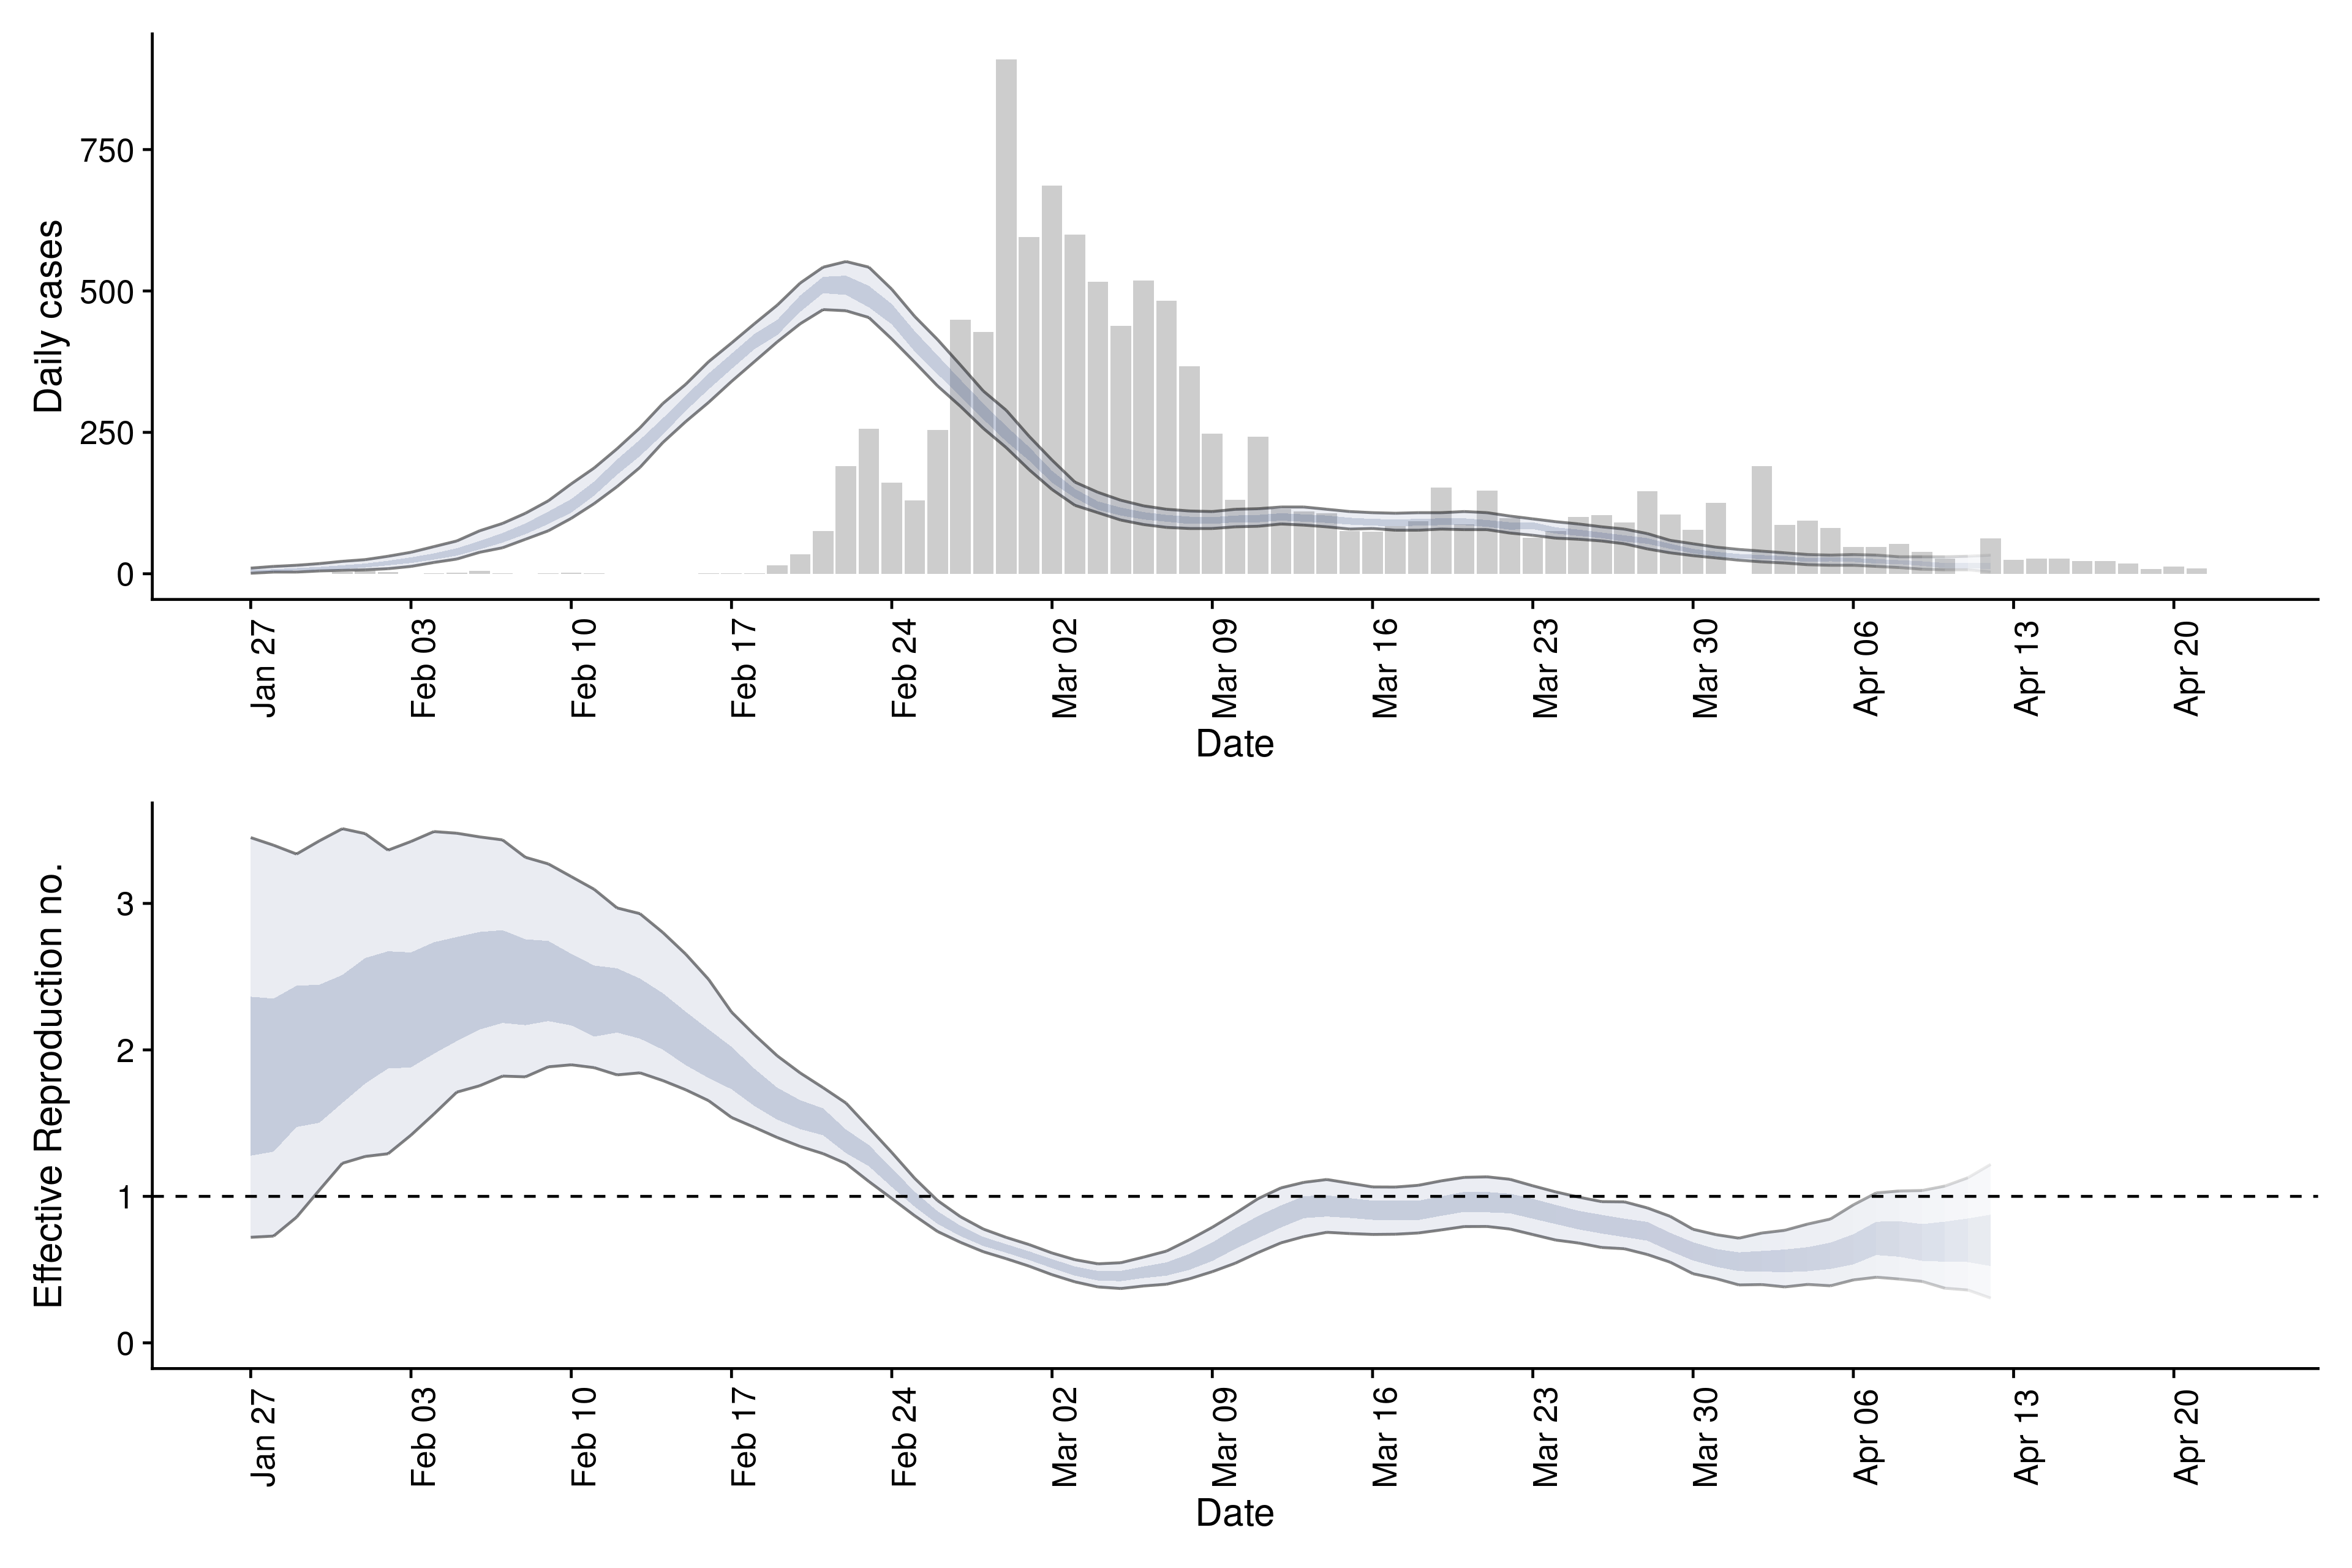 Daily cases
750
500
250
0
Jan 27
Feb 03
Feb 10
Feb 17
Feb 24
Mar 02
Mar 09
Mar 16
Mar 23
Mar 30
Apr 06
Apr 13
Apr 20
Date
Effective Reproduction no.
3
2
1
0
Jan 27
Feb 03
Feb 10
Feb 17
Feb 24
Mar 02
Mar 09
Mar 16
Mar 23
Mar 30
Apr 06
Apr 13
Apr 20
Date